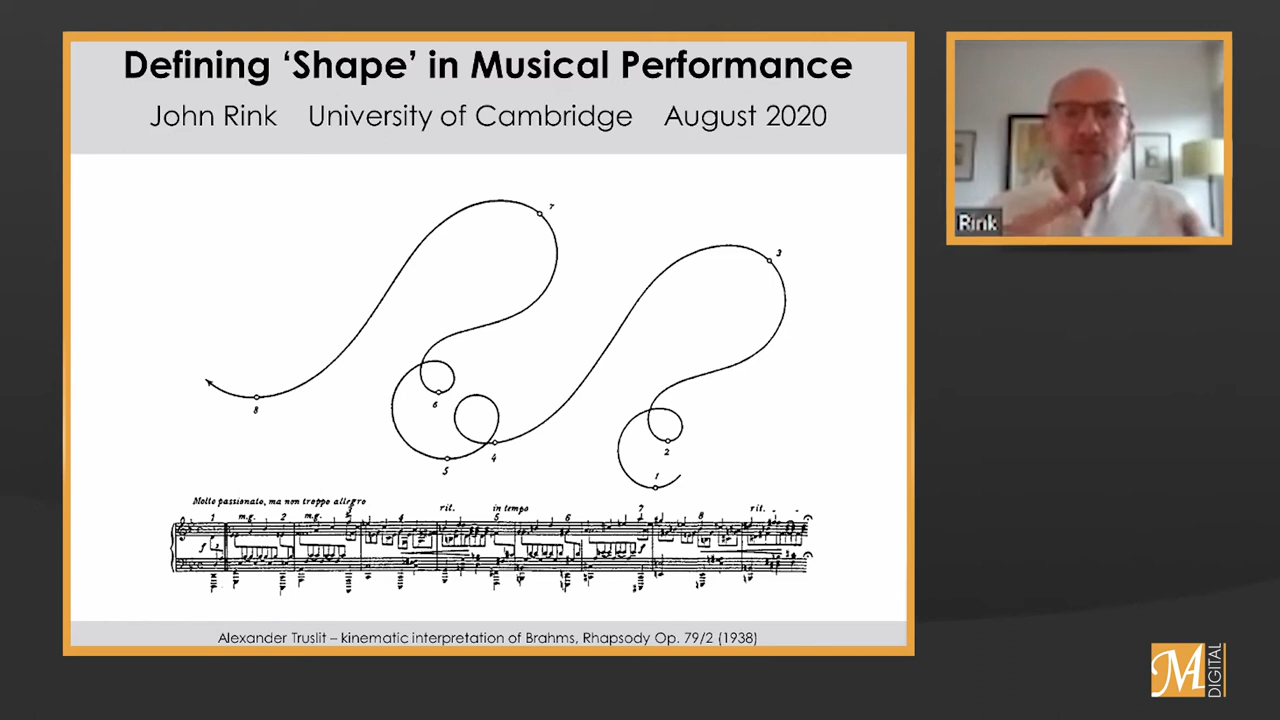 Defining ‘Shape’ in Musical Performance
John Rink University of Cambridge August 2020
7
3
8
6
5
4
2
1
Molto passionato, ma non troppo allegro
rit.
in tempo
rit.
1
m.g.
2
m.g.
3
4
5
6
7
8
f
f
Alexander Truslit – kinematic interpretation of Brahms, Rhapsody Op. 79/2 (1938)
Rink
M
DIGITAL